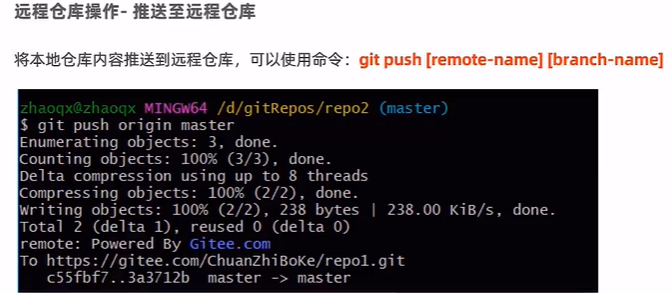 远程仓库操作- 推送至远程仓库
将本地仓库内容推送到远程仓库，可以使用命令：git push [remote-name] [branch-name]
zhaoqx@zhaoqx MINGW64 /d/gitRepos/repo2 (master)
$ git push origin master
Enumerating objects: 3, done.
Counting objects: 100% (3/3), done.
Delta compression using up to 8 threads
Compressing objects: 100% (2/2), done.
Writing objects: 100% (2/2), 238 bytes | 238.00 KiB/s, done.
Total 2 (delta 1), reused 0 (delta 0)
remote: Powered By Gitee.com
To https://gitee.com/ChuanZhiBoKe/repo1.git
   c55fbf7..3a3712b  master -> master